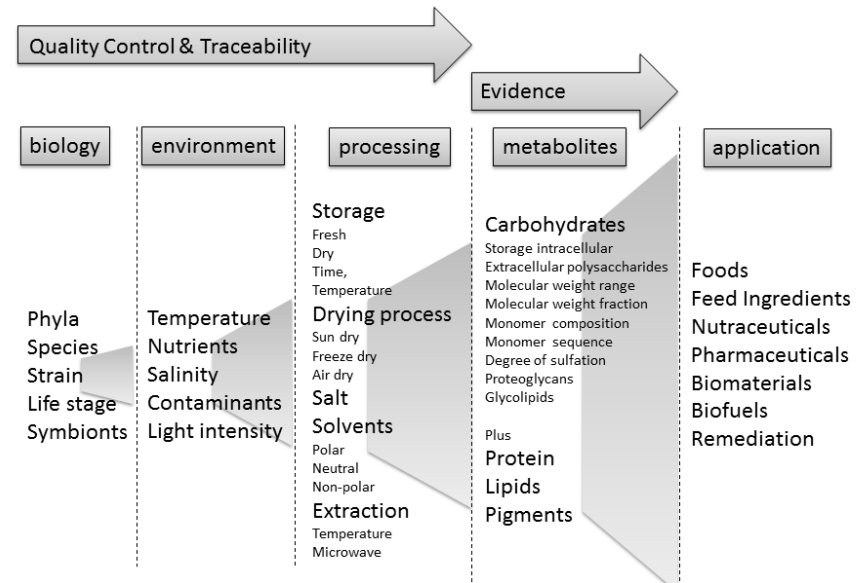 Quality Control & Traceability
Evidence
biology
environment
processing
metabolites
application
Phyla
Species
Strain
Life stage
Symbionts
Temperature
Nutrients
Salinity
Contaminants
Light intensity
Storage
Fresh
Dry
Time,
Temperature
Drying process
Sun dry
Freeze dry
Air dry
Salt
Solvents
Polar
Neutral
Non-polar
Extraction
Temperature
Microwave
Carbohydrates
Storage intracellular
Extracellular polysaccharides
Molecular weight range
Molecular weight fraction
Monomer composition
Monomer sequence
Degree of sulfation
Proteoglycans
Glycolipids
Plus
Protein
Lipids
Pigments
Foods
Feed Ingredients
Nutraceuticals
Pharmaceuticals
Biomaterials
Biofuels
Remediation